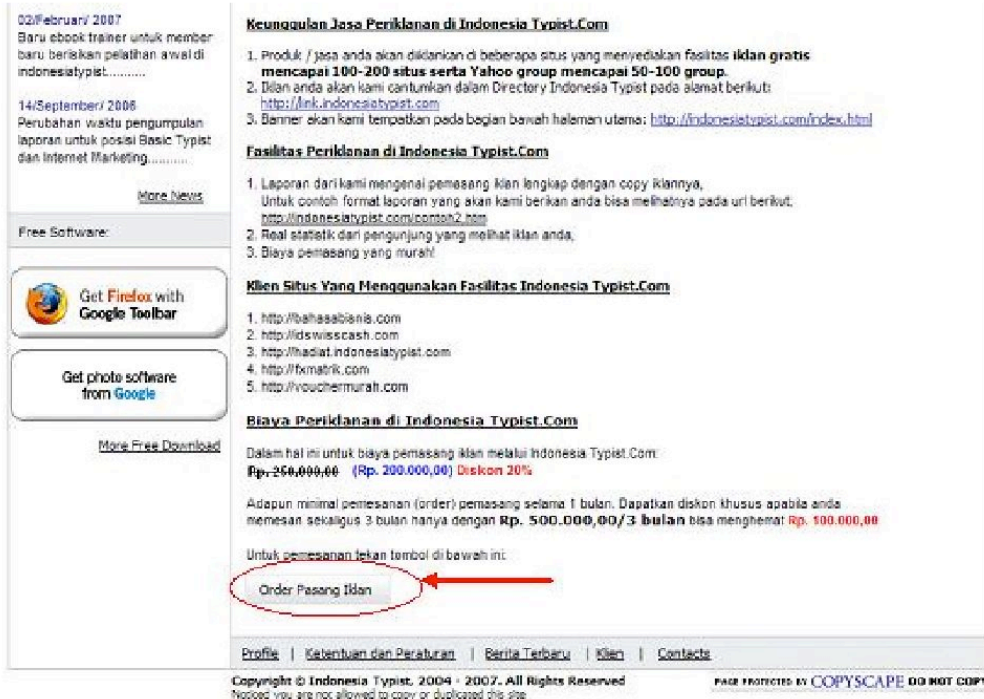 02/Februari/ 2007
Baru ebook trainer untuk member
baru berisikan pelatihan awal di
indonesiatypist..........
14/September/ 2006
Perubahan waktu pengumpulan
laporan untuk posisi Basic Typist
dan Internet Marketing...........
More News
Free Software:
Get Firefox with
Google Toolbar
Get photo software
from Google
More Free Download
Keunggulan Jasa Periklanan di Indonesia Typist.Com
1. Produk / jasa anda akan diiklankan di beberapa situs yang menyediakan fasilitas iklan gratis
mencapai 100-200 situs serta Yahoo group mencapai 50-100 group.
2. Iklan anda akan kami cantumkan dalam Directory Indonesia Typist pada alamat berikut:
http://link.indonesiatypist.com
3. Banner akan kami tempatkan pada bagian bawah halaman utama: http://indonesiatypist.com/index.html
Fasilitas Periklanan di Indonesia Typist.Com
1. Laporan dari kami mengenai pemasang iklan lengkap dengan copy iklannya,
Untuk contoh format laporan yang akan kami berikan anda bisa melihatnya pada url berikut;
http://indonesiatypist.com/contoh2.htm
2. Real statistik dari pengunjung yang melihat iklan anda,
3. Biaya pemasang yang murah!
Klien Situs Yang Menggunakan Fasilitas Indonesia Typist.Com
1. http://bahasabisnis.com
2. http://idswisscash.com
3. http://hadiat.indonesiatypist.com
4. http://fxmatrik.com
5. http://vouchermurah.com
Biaya Periklanan di Indonesia Typist.Com
Dalam hal ini untuk biaya pemasang iklan melalui Indonesia Typist.Com:
Rp. 250.000,00 (Rp. 200.000,00) Diskon 20%
Adapun minimal pemesanan (order) pemasang selama 1 bulan. Dapatkan diskon khusus apabila anda
memesan sekaligus 3 bulan hanya dengan Rp. 500.000,00/3 bulan bisa menghemat Rp. 100.000,00
Untuk pemesanan tekan tombol di bawah ini:
Order Pasang Iklan
Profile | Ketentuan dan Peraturan | Berita Terbaru | Klien | Contacts
Copyright © Indonesia Typist, 2004 - 2007. All Rights Reserved
Noticed you are not allowed to copy or duplicated this site
PAGE PROTECTED BY COPYSCAPE DO NOT COPY